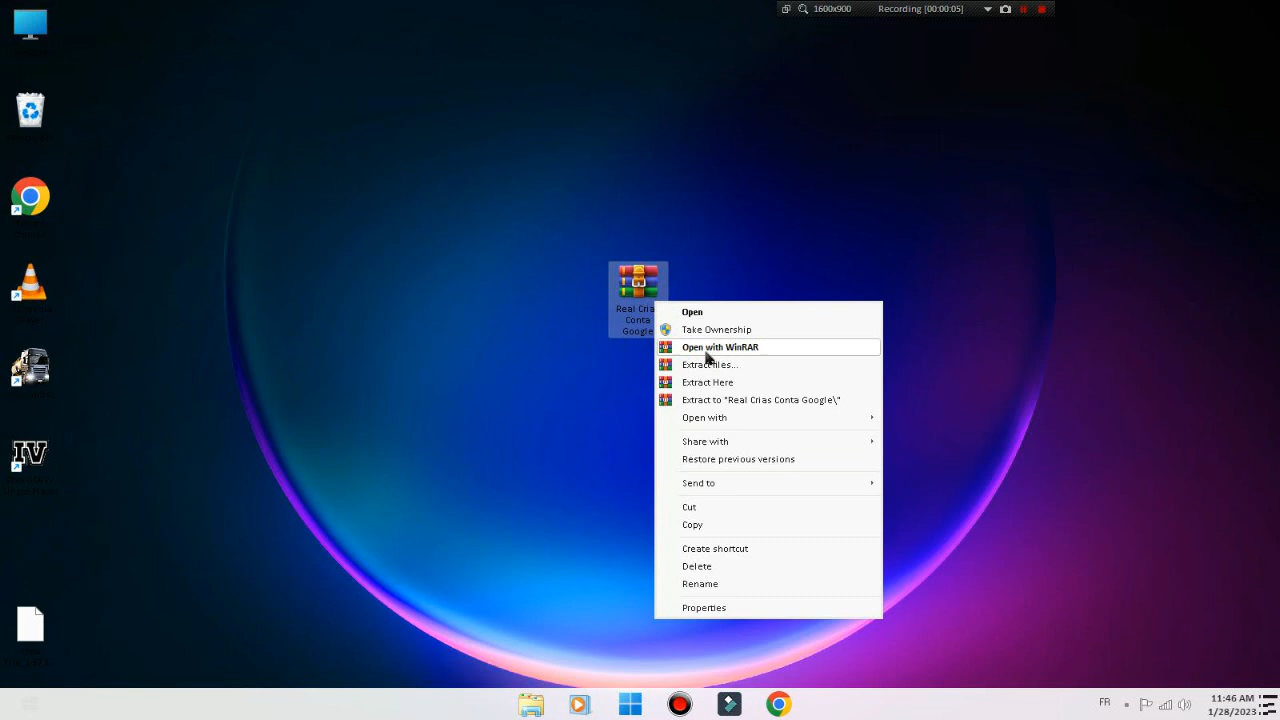 1600x900
Recording [00:00:05]
Real Crias
Conta
Google
Open
Take Ownership
Open with WinRAR
Extract files...
Extract Here
Extract to "Real Crias Conta Google\"
Open with
Share with
Restore previous versions
Send to
Cut
Copy
Create shortcut
Delete
Rename
Properties
IV
FR
11:46 AM
1/28/2023